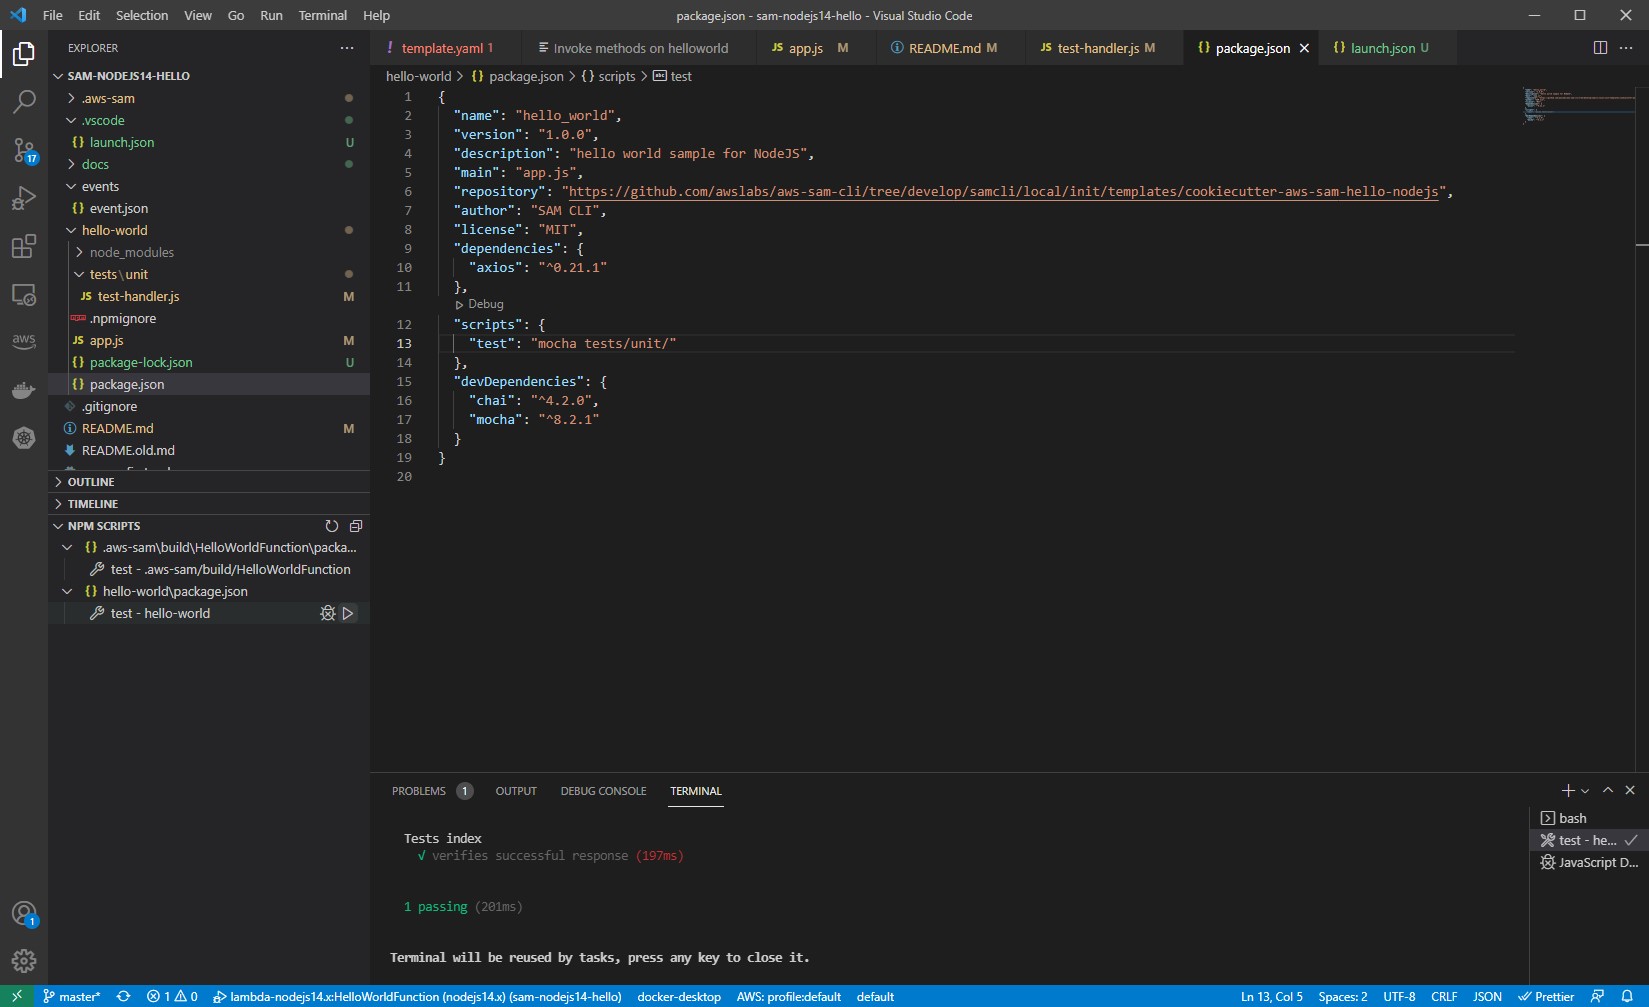 File Edit Selection View Go Run Terminal Help
package.json - sam-nodejs14-hello - Visual Studio Code
EXPLORER
SAM-NODEJS14-HELLO
.aws-sam
.vscode
launch.json U
docs
events
event.json
hello-world
node_modules
tests\unit
test-handler.js M
.npmignore
app.js M
package-lock.json U
package.json
.gitignore
README.md M
README.old.md
OUTLINE
TIMELINE
NPM SCRIPTS
.aws-sam\build\HelloWorldFunction\packa...
test - .aws-sam/build/HelloWorldFunction
hello-world\package.json
test - hello-world
17
aws
1
template.yaml 1
Invoke methods on helloworld
JS app.js M
README.md M
JS test-handler.js M
{} package.json
{} launch.json U
hello-world > {} package.json > {} scripts > abc test
1 {
2 "name": "hello_world",
3 "version": "1.0.0",
4 "description": "hello world sample for NodeJS",
5 "main": "app.js",
6 "repository": "https://github.com/awslabs/aws-sam-cli/tree/develop/samcli/local/init/templates/cookiecutter-aws-sam-hello-nodejs",
7 "author": "SAM CLI",
8 "license": "MIT",
9 "dependencies": {
10 "axios": "^0.21.1"
11 },
Debug
12 "scripts": {
13 "test": "mocha tests/unit/"
14 },
15 "devDependencies": {
16 "chai": "^4.2.0",
17 "mocha": "^8.2.1"
18 }
19 }
20
PROBLEMS 1 OUTPUT DEBUG CONSOLE TERMINAL
Tests index
√ verifies successful response (197ms)
1 passing (201ms)
Terminal will be reused by tasks, press any key to close it.
bash
test - he...
JavaScript D...
master* 1 0 lambda-nodejs14.x:HelloWorldFunction (nodejs14.x) (sam-nodejs14-hello) docker-desktop AWS: profile:default default
Ln 13, Col 5 Spaces: 2 UTF-8 CRLF JSON Prettier